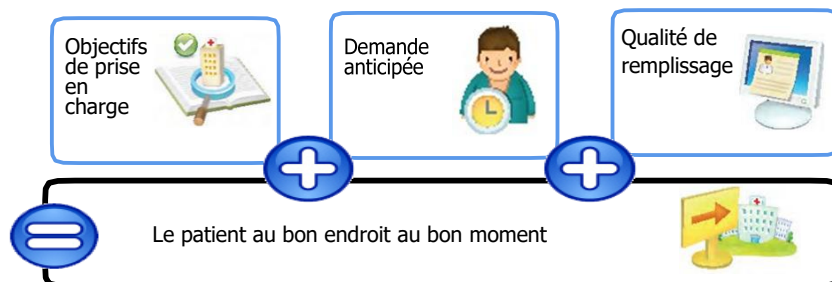 Objectifs
de prise
en
charge
Demande
anticipée
Qualité de
remplissage
Le patient au bon endroit au bon moment